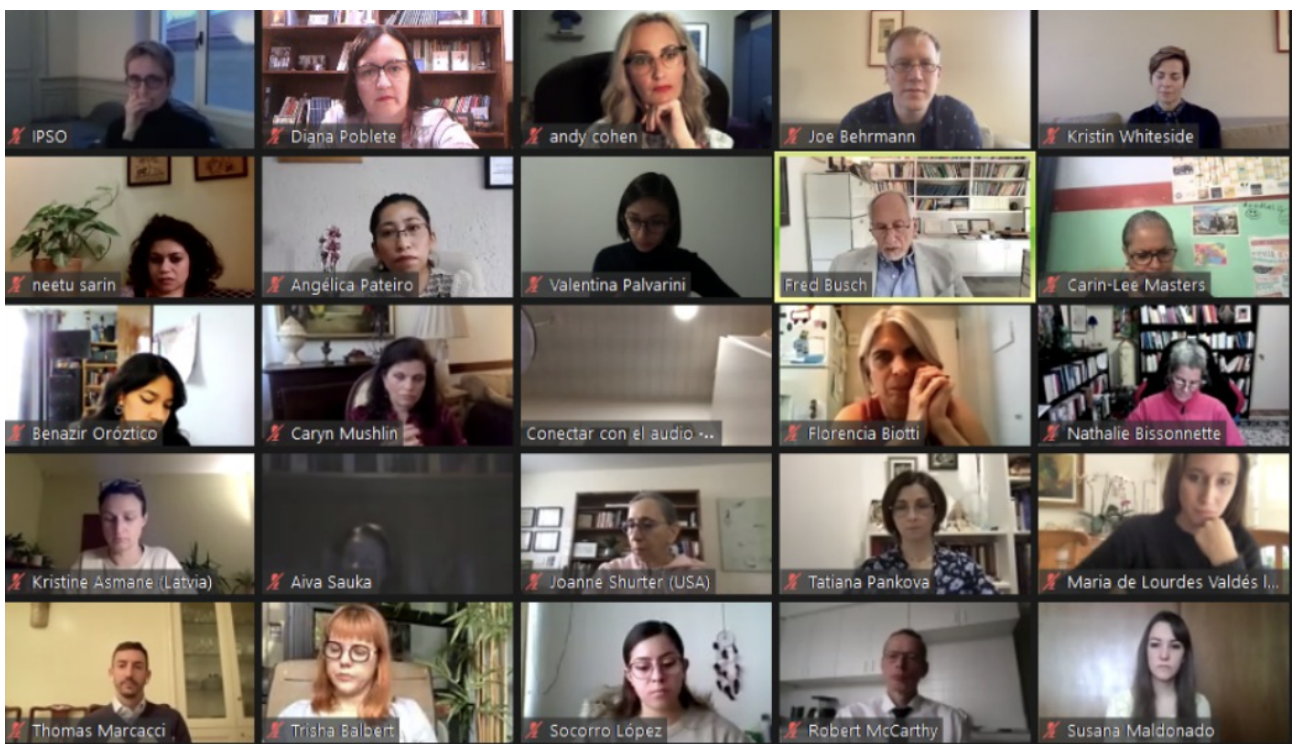 IPSO
Diana Poblete
andy cohen
Joe Behrmann
Kristin Whiteside
neetu sarin
Angélica Pateiro
Valentina Palvarini
Fred Busch
Carin-Lee Masters
Benazir Oróztico
Caryn Mushlin
Conectar con el audio -...
Florencia Biotti
Nathalie Bissonnette
Kristine Asmane (Latvia)
Aiva Sauka
Joanne Shurter (USA)
Tatiana Pankova
Maria de Lourdes Valdés l...
Thomas Marcacci
Trisha Balbert
Socorro López
Robert McCarthy
Susana Maldonado